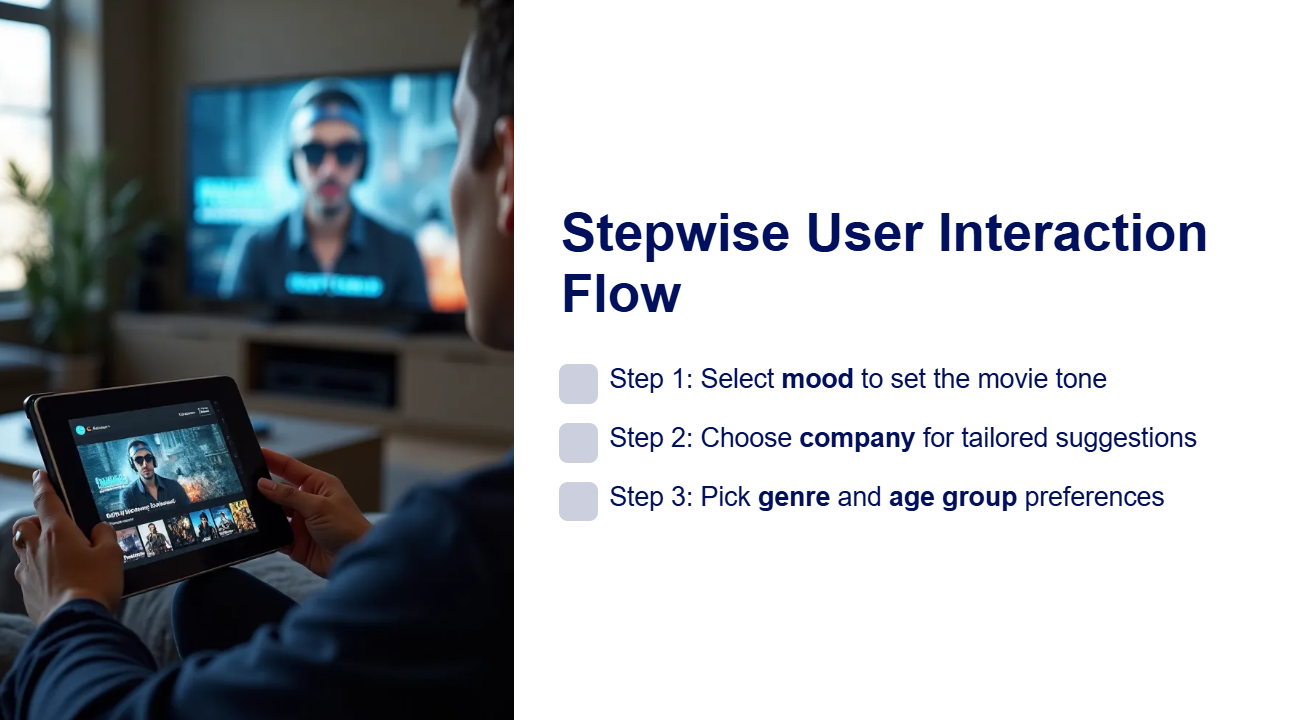 Stepwise User Interaction
Flow
Step 1: Select mood to set the movie tone
Step 2: Choose company for tailored suggestions
Step 3: Pick genre and age group preferences